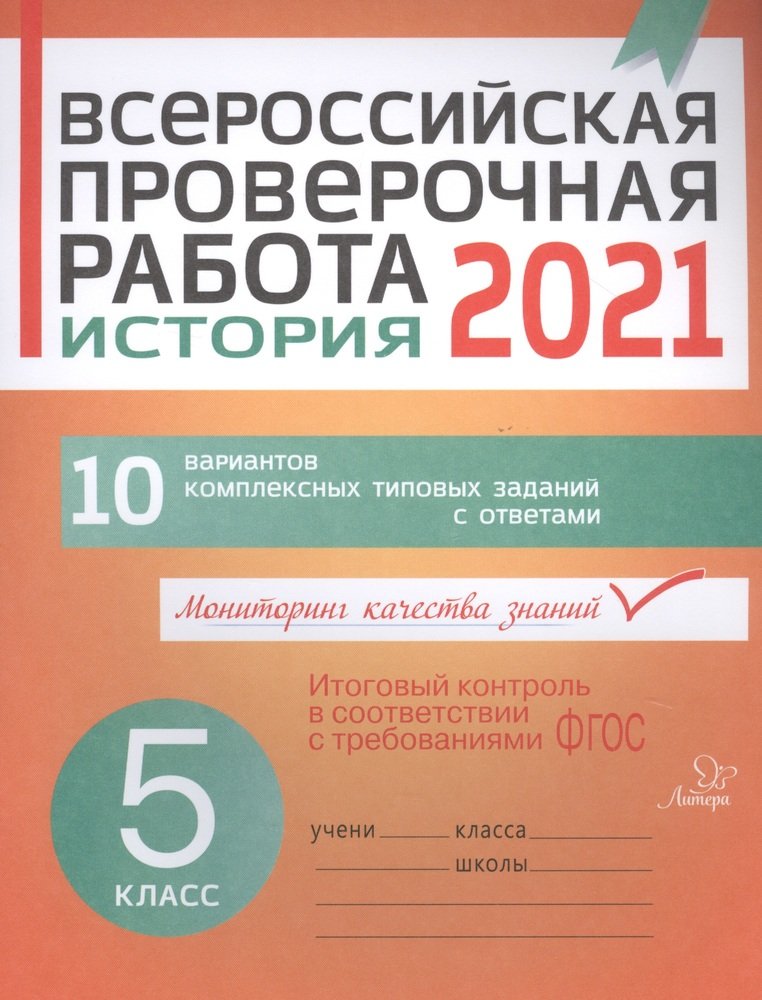 ВСЕРОССИЙСКАЯ
ПРОВЕРОЧНАЯ
РАБОТА 2021
ИСТОРИЯ
10 вариантов
комплексных типовых заданий
с ответами
Мониторинг качества знаний
Итоговый контроль
в соответствии
с требованиями ФГОС
Литера
5
КЛАСС
учени класса
школы